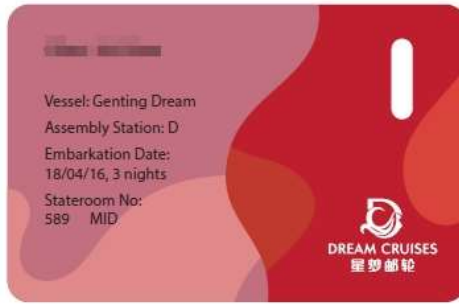 Vessel: Genting Dream
Assembly Station: D
Embarkation Date:
18/04/16, 3 nights
Stateroom No:
589 MID
DREAM CRUISES
星梦邮轮